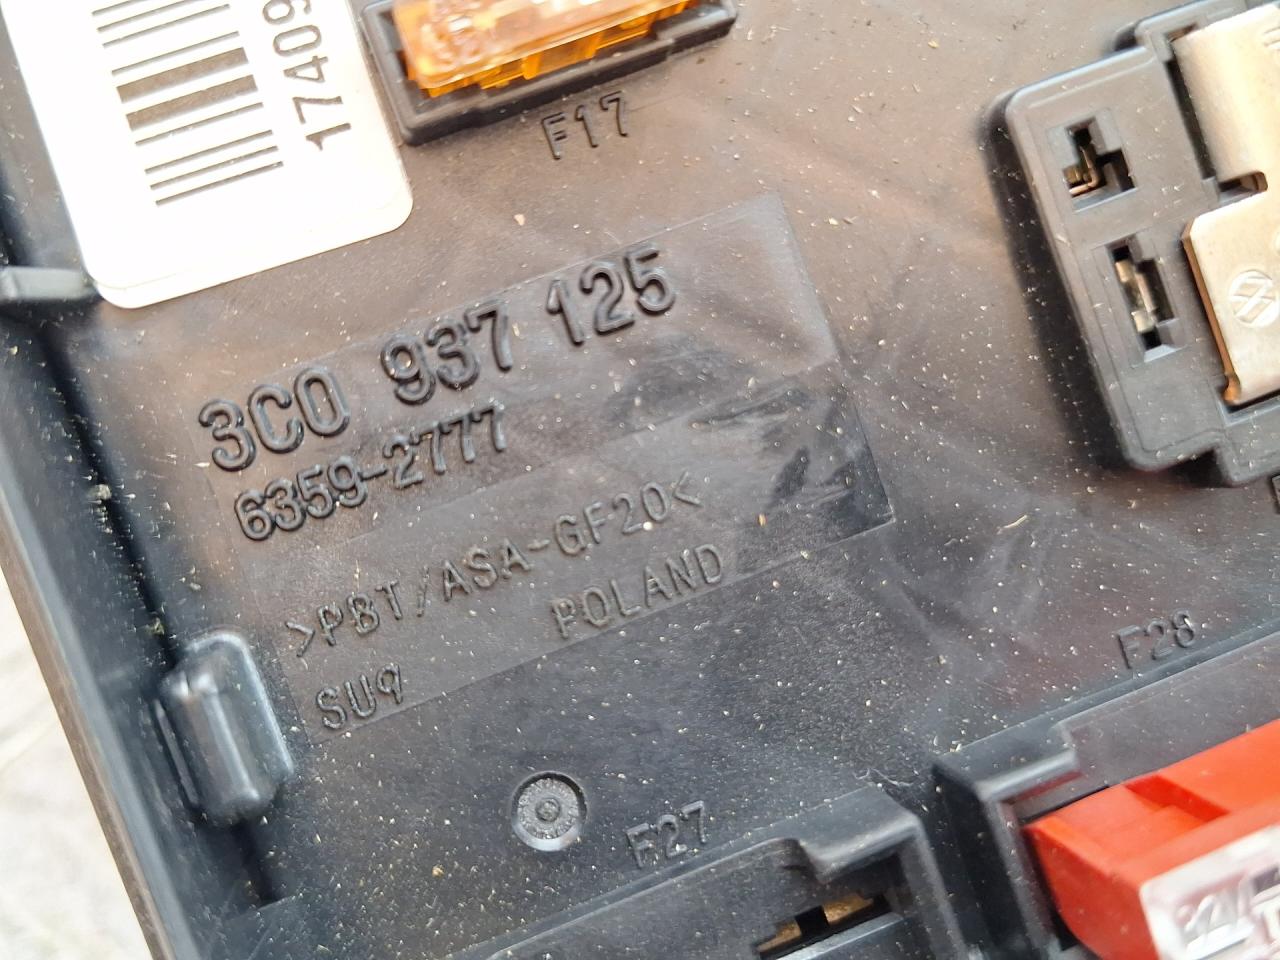 17409
F17
3C0 937 125
6359-2777
>PBT/ASA-GF20<
POLAND
SU9
F28
F27